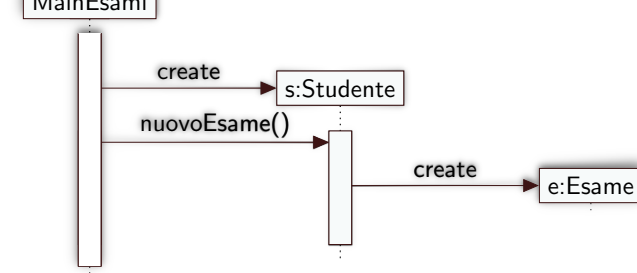 MainEsami
create
s:Studente
nuovoEsame()
create
e:Esame